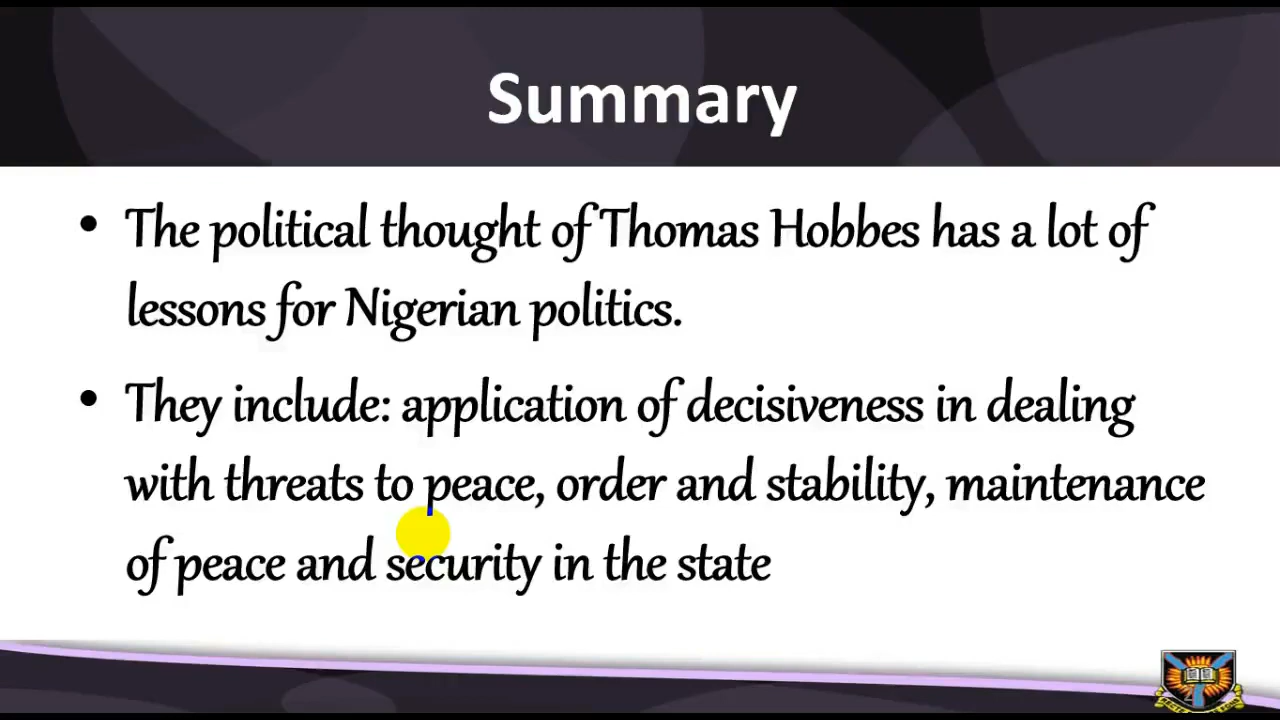 Summary
• The political thought of Thomas Hobbes has a lot of
lessons for Nigerian politics.
• They include: application of decisiveness in dealing
with threats to peace, order and stability, maintenance
of peace and security in the state